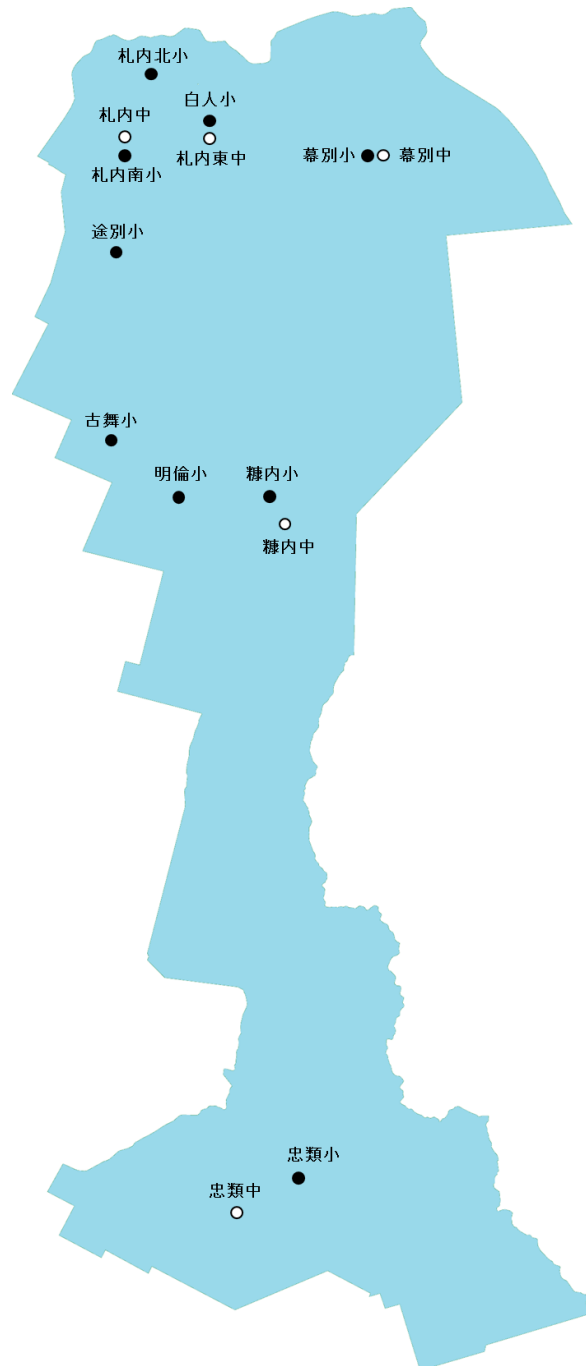 札内北小
白人小
札内中
札内東中
札内南小
幕別小
幕別中
途別小
古舞小
明倫小
糠内小
糠内中
忠類小
忠類中